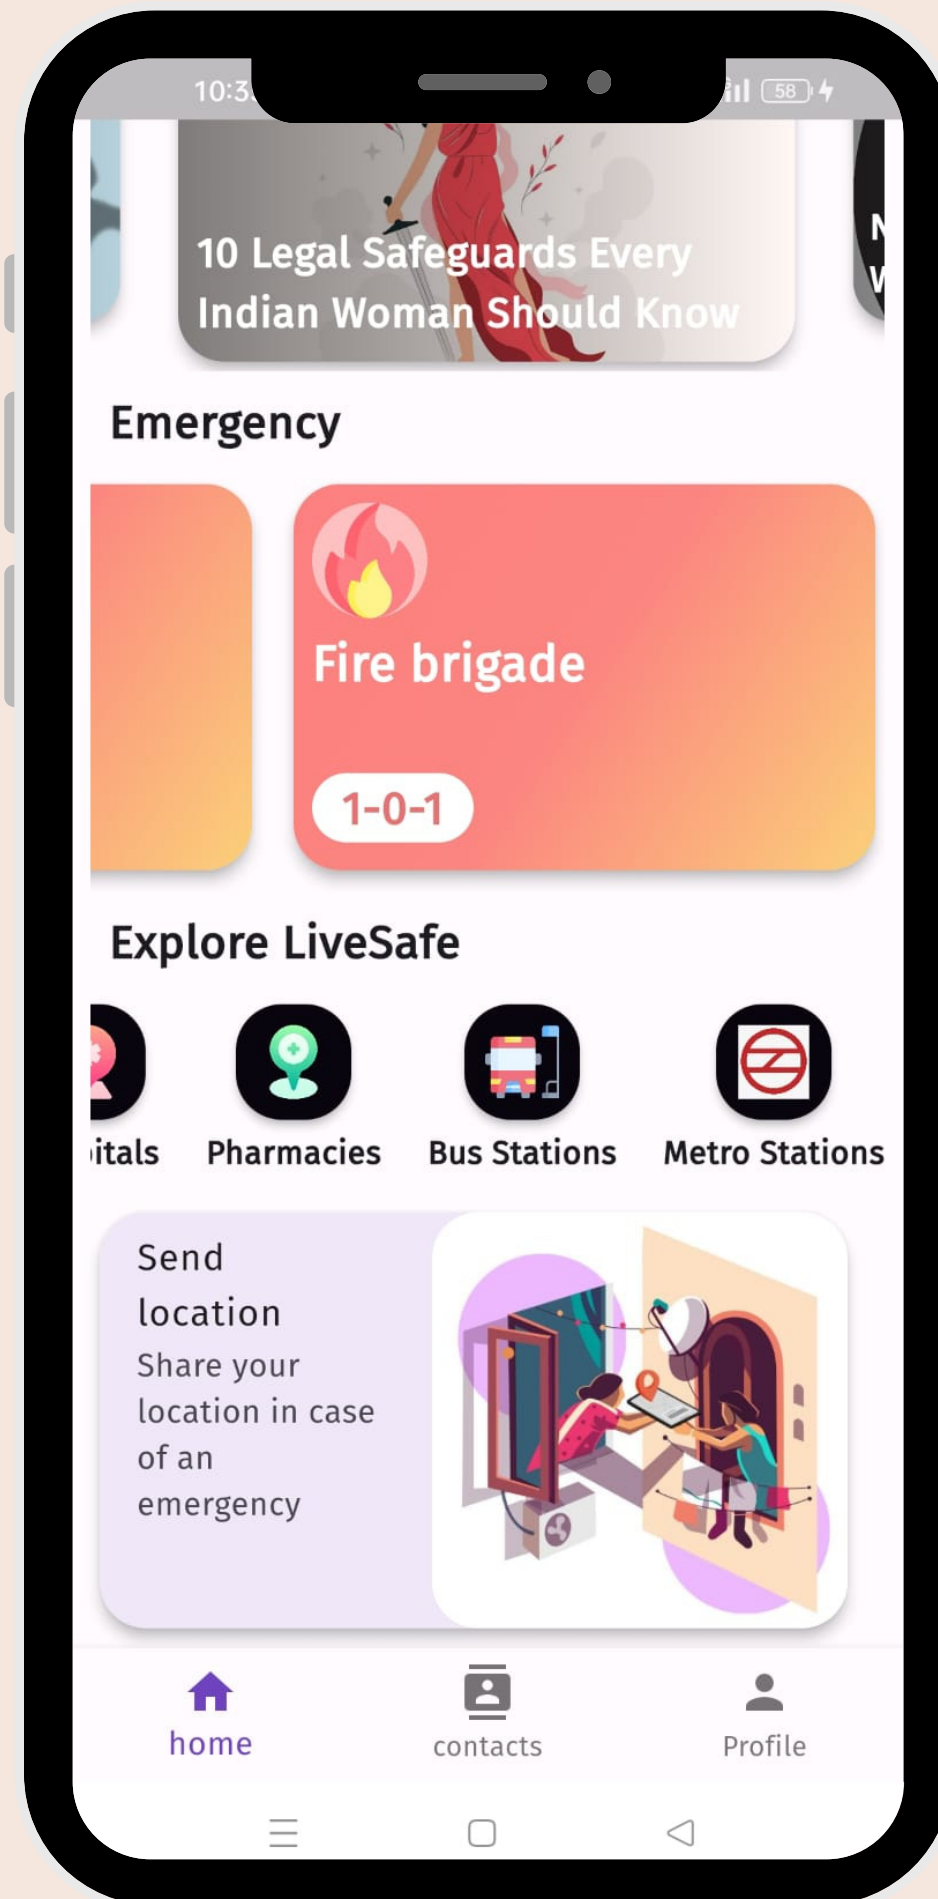 58
10 Legal Safeguards Every
Indian Woman Should Know
Emergency
Fire brigade
1-0-1
Explore LiveSafe
Pharmacies
Bus Stations
Metro Stations
Send
location
Share your
location in case
of an
emergency
home
contacts
Profile